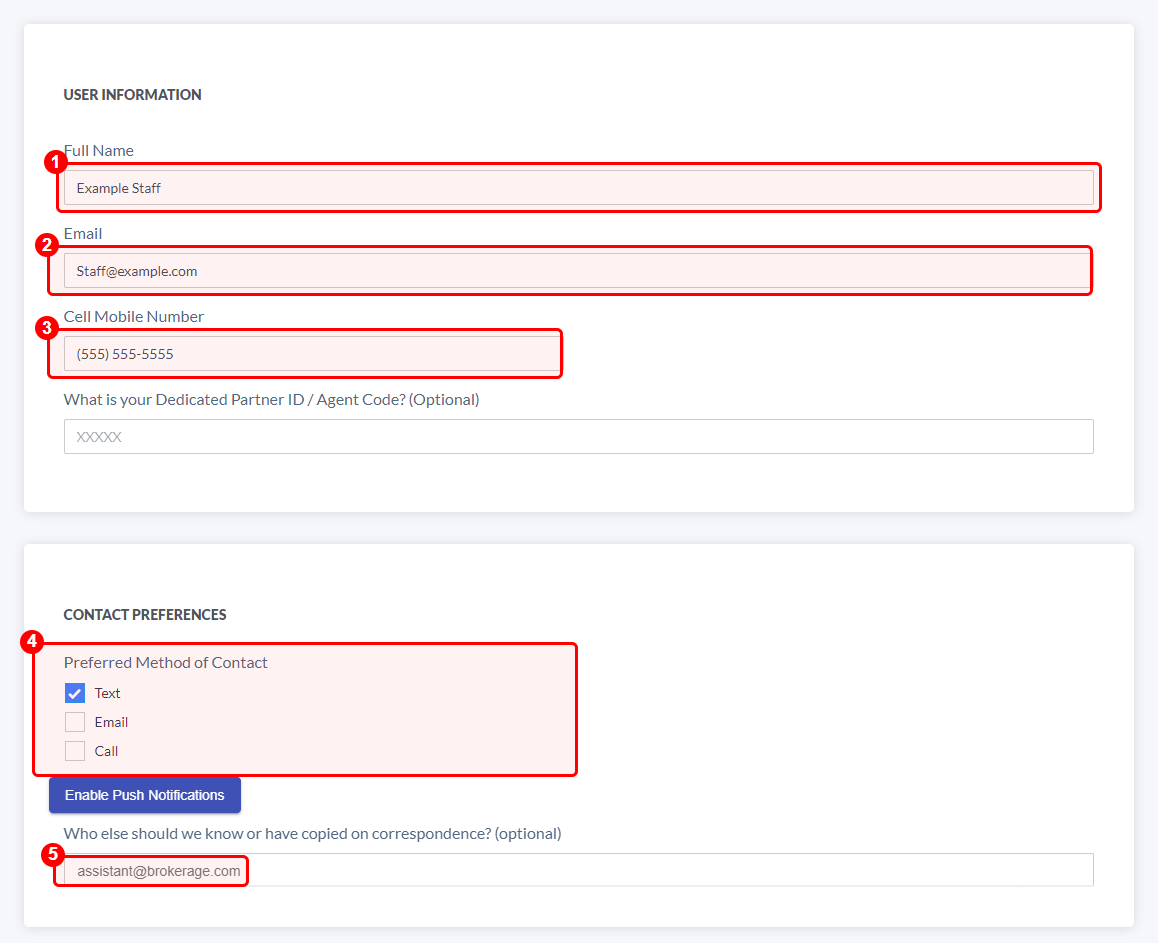 USER INFORMATION
Full Name
1
Example Staff
Email
2
Staff@example.com
Cell Mobile Number
3
(555) 555-5555
What is your Dedicated Partner ID / Agent Code? (Optional)
XXXXX
CONTACT PREFERENCES
4
Preferred Method of Contact
Text
Email
Call
Enable Push Notifications
Who else should we know or have copied on correspondence? (optional)
5
assistant@brokerage.com